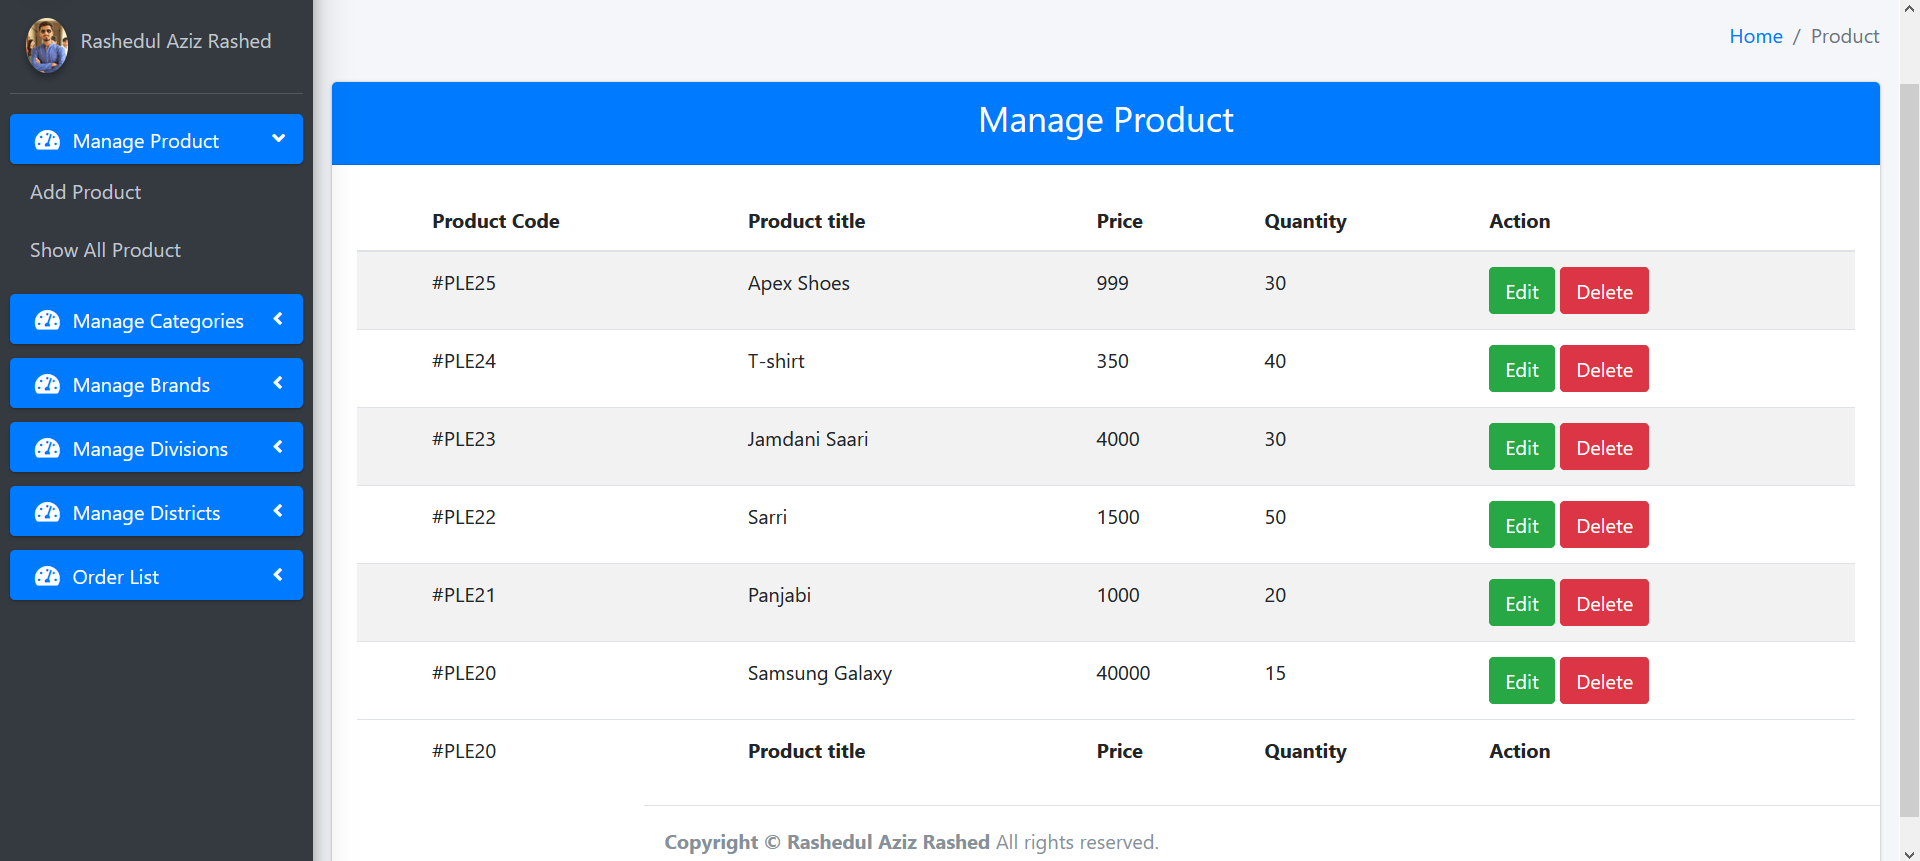 Rashedul Aziz Rashed
Manage Product
Add Product
Show All Product
Manage Categories
Manage Brands
Manage Divisions
Manage Districts
Order List
Home / Product
Manage Product
Product Code Product title Price Quantity Action
#PLE25 Apex Shoes 999 30 Edit Delete
#PLE24 T-shirt 350 40 Edit Delete
#PLE23 Jamdani Saari 4000 30 Edit Delete
#PLE22 Sarri 1500 50 Edit Delete
#PLE21 Panjabi 1000 20 Edit Delete
#PLE20 Samsung Galaxy 40000 15 Edit Delete
#PLE20 Product title Price Quantity Action
Copyright © Rashedul Aziz Rashed All rights reserved.